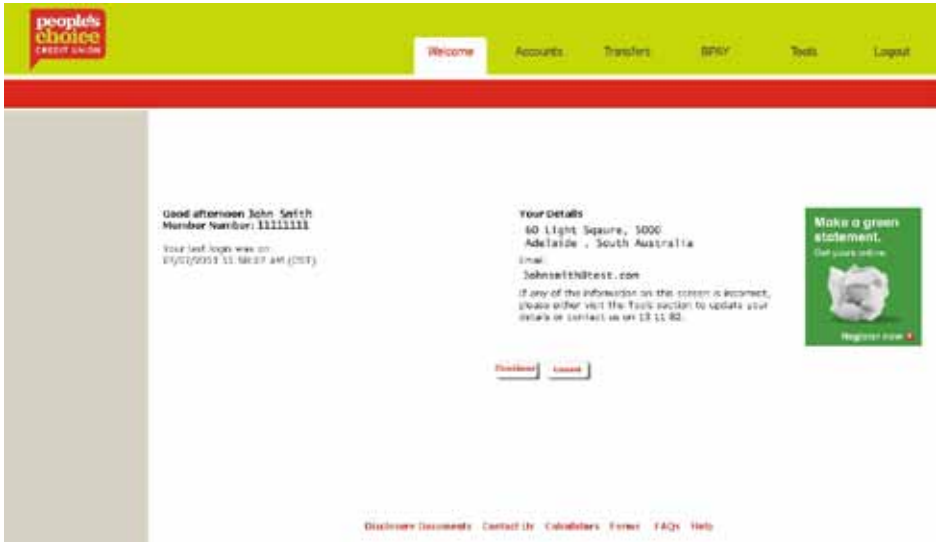 people's
choice
CREDIT UNION
Welcome Accounts Transfers BPAY Tools Logout
Good afternoon John Smith
Member Number: 11111111
Your last login was on
Your Details
60 Light Sqaure, 5000
Adelaide , South Australia
Email
Johnsmith@test.com
If any of the information on this screen is incorrect,
please either visit the Tools section to update your
details or contact us on 13 11 82.
Make a green
statement.
Get yours online.
Register now
Continue Logout
Disclosure Documents Contact Us Calculators Forms FAQs Help